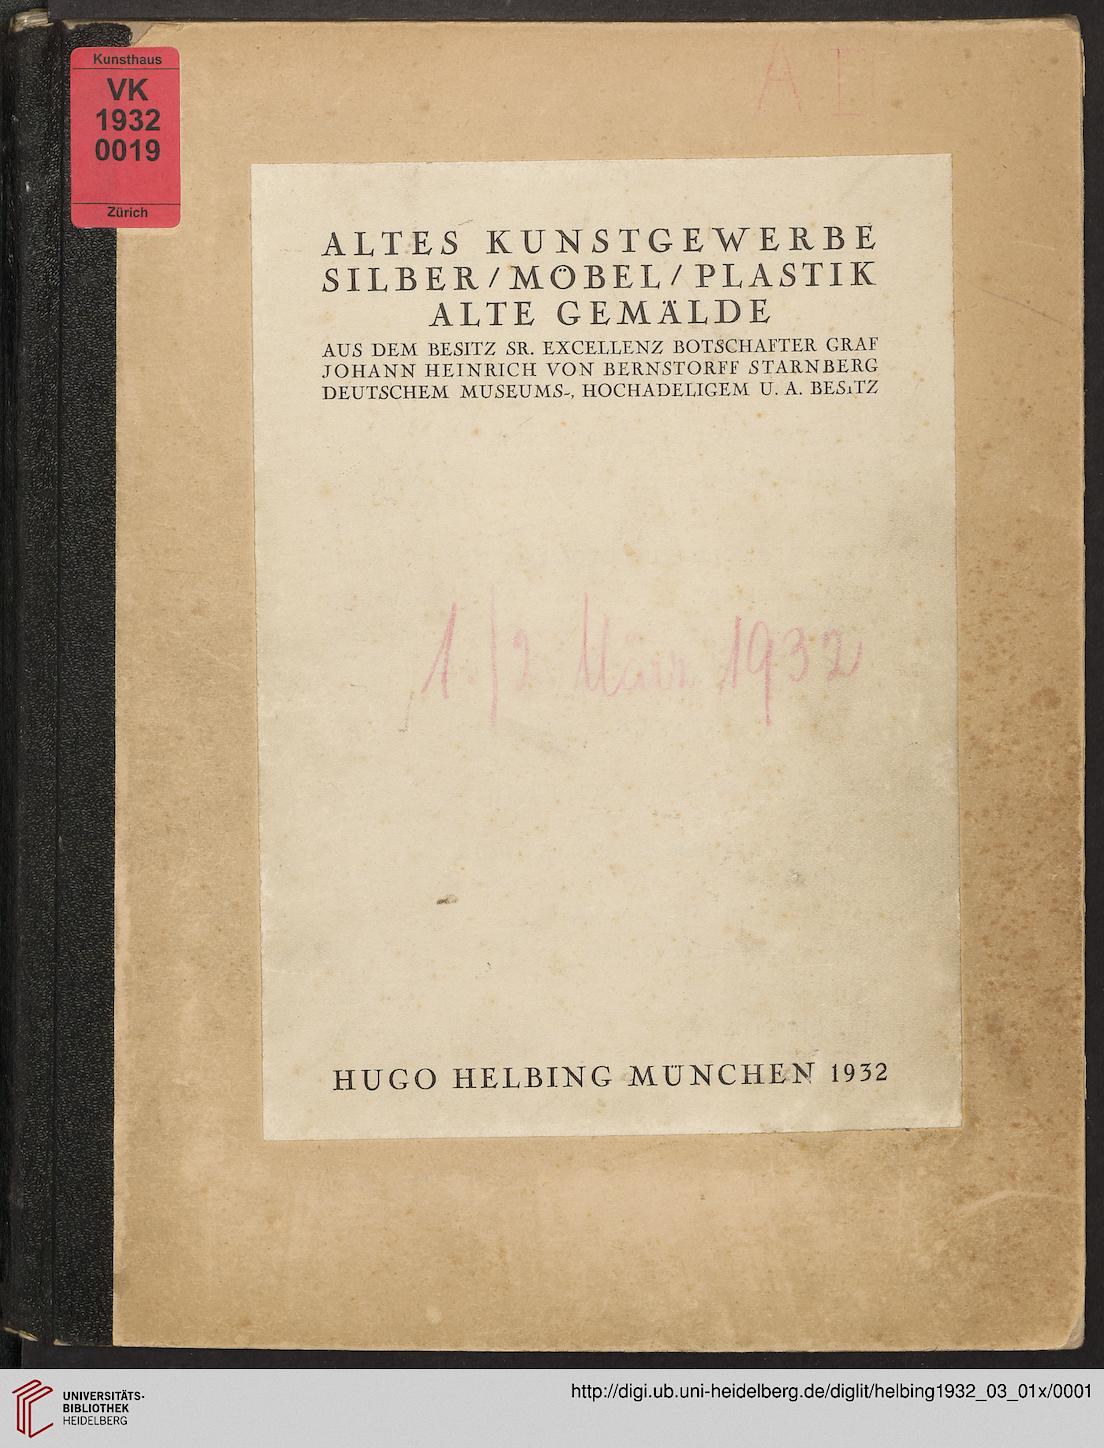 Kunsthaus
VK
1932
0019
Zürich
A
ALTES KUNSTGEWERBE
SILBER / MÖBEL / PLASTIK
ALTE GEMÄLDE
AUS DEM BESITZ SR. EXCELLENZ BOTSCHAFTER GRAF
JOHANN HEINRICH VON BERNSTORFF STARNBERG
DEUTSCHEM MUSEUMS-, HOCHADELIGEM U. A. BESITZ
1./2. März 1932
HUGO HELBING MÜNCHEN 1932
UNIVERSITÄTS-
BIBLIOTHEK
HEIDELBERG
http://digi.ub.uni-heidelberg.de/diglit/helbing1932_03_01x/0001